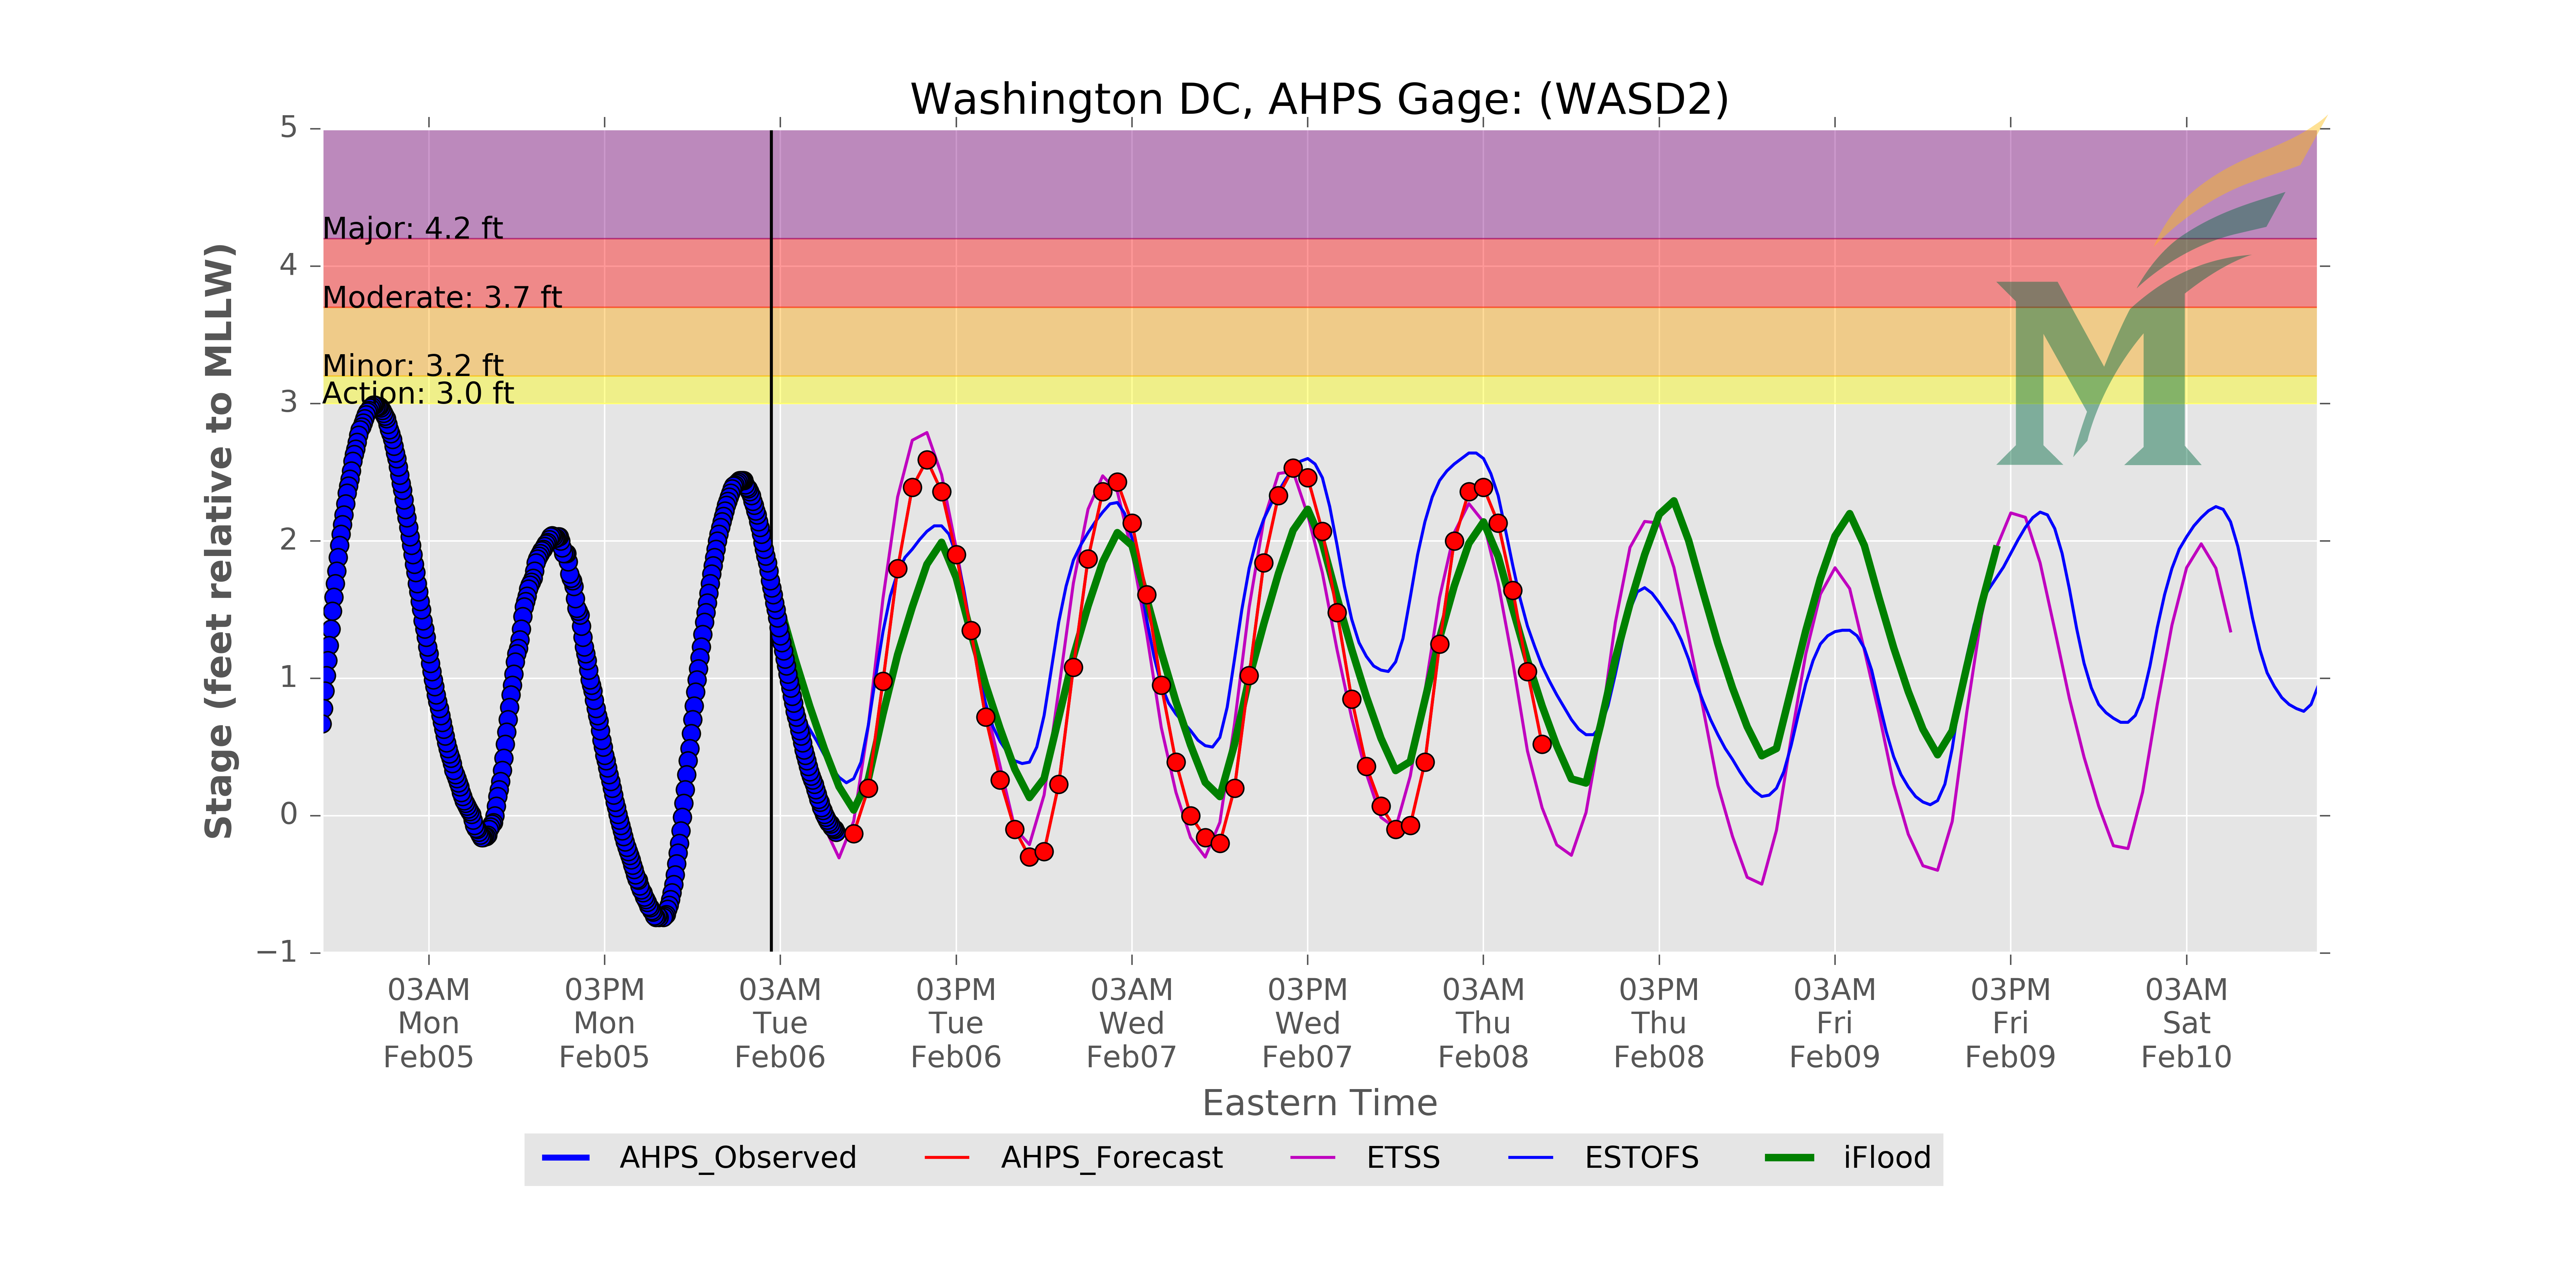 Washington DC, AHPS Gage: (WASD2)
Stage (feet relative to MLLW)
5
4
3
2
1
0
−1
Major: 4.2 ft
Moderate: 3.7 ft
Minor: 3.2 ft
Action: 3.0 ft
03AM
Mon
Feb05
03PM
Mon
Feb05
03AM
Tue
Feb06
03PM
Tue
Feb06
03AM
Wed
Feb07
03PM
Wed
Feb07
03AM
Thu
Feb08
03PM
Thu
Feb08
03AM
Fri
Feb09
03PM
Fri
Feb09
03AM
Sat
Feb10
Eastern Time
AHPS_Observed
AHPS_Forecast
ETSS
ESTOFS
iFlood
M